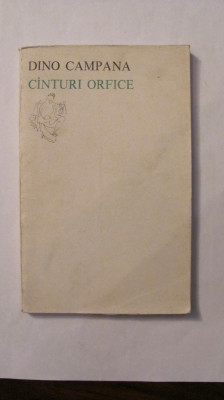 DINO CAMPANA
CÎNTURI ORFICE